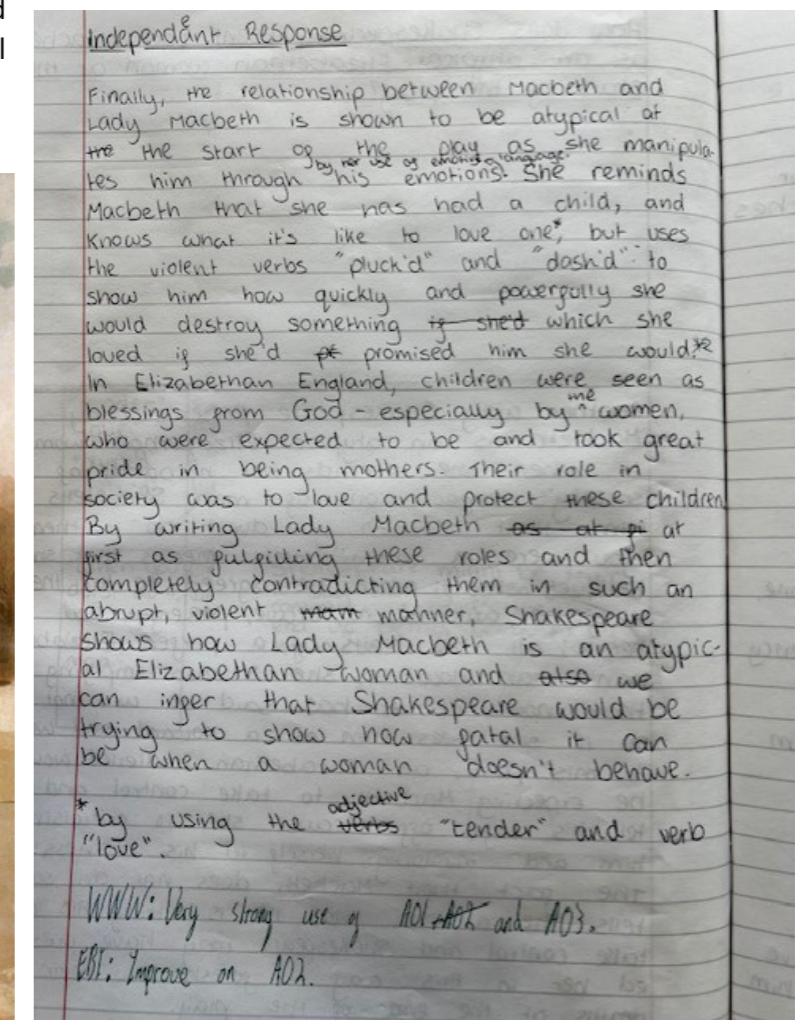 d
l
Independant Response
e
Finally, the relationship between Macbeth and
Lady Macbeth is shown to be atypical at
the the start of the play as she manipula-
by her use of emotive language.
tes him through his emotions. She reminds
Macbeth that she has had a child, and
knows what it's like to love one*, but uses
the violent verbs "pluck'd" and "dash'd" to
show him how quickly and powerfully she
would destroy something if she'd which she
loved if she'd pr promised him she would.*2
In Elizabethan England, children were seen as
blessings from God - especially by women,
me
who were expected to be and took great
pride in being mothers. Their role in
society was to love and protect these children
By writing Lady Macbeth as at fi at
first as fulfilling these roles and then
completely contradicting them in such an
abrupt, violent mam manner, Shakespeare
shows how Lady Macbeth is an atypic-
al Elizabethan woman and also we
can infer that Shakespeare would be
trying to show how fatal it can
be when a woman doesn't behave.
adjective
* by using the verbs "tender" and verb
"love".
WWW: Very strong use of AO1 AO2 and AO3.
EBI: Improve on AO2.